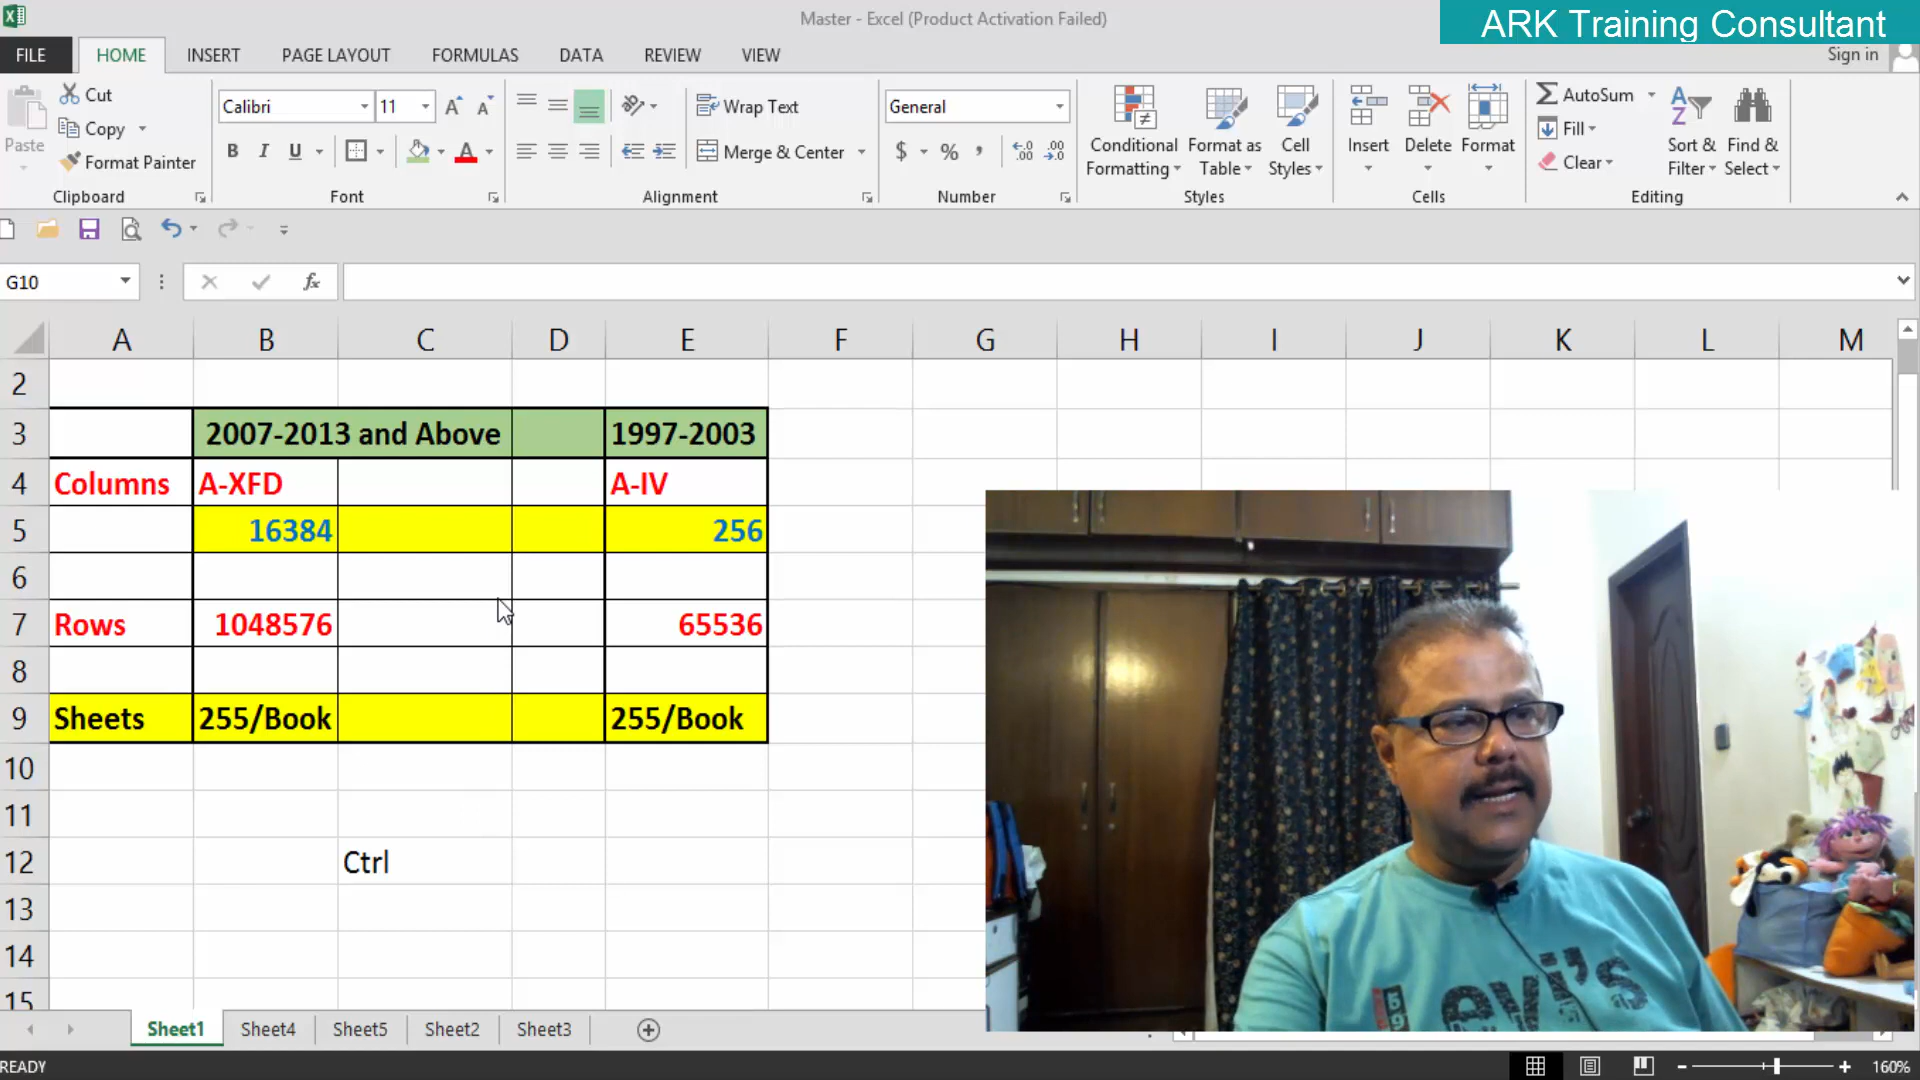 Master - Excel (Product Activation Failed)
ARK Training Consultant
Sign in
FILE HOME INSERT PAGE LAYOUT FORMULAS DATA REVIEW VIEW
Paste
Cut
Copy
Format Painter
Clipboard
Calibri 11
B I U A
Font
Wrap Text
Merge & Center
Alignment
General
$ % ,
Number
Conditional Formatting
Format as Table
Cell Styles
Styles
Insert Delete Format
Cells
AutoSum
Fill
Clear
Sort & Filter
Find & Select
Editing
G10 fx
A B C D E F G H I J K L M
2
3 2007-2013 and Above 1997-2003
4 Columns A-XFD A-IV
5 16384 256
6
7 Rows 1048576 65536
8
9 Sheets 255/Book 255/Book
10
11
12 Ctrl
13
14
15
Levi's
Sheet1 Sheet4 Sheet5 Sheet2 Sheet3
READY 160%